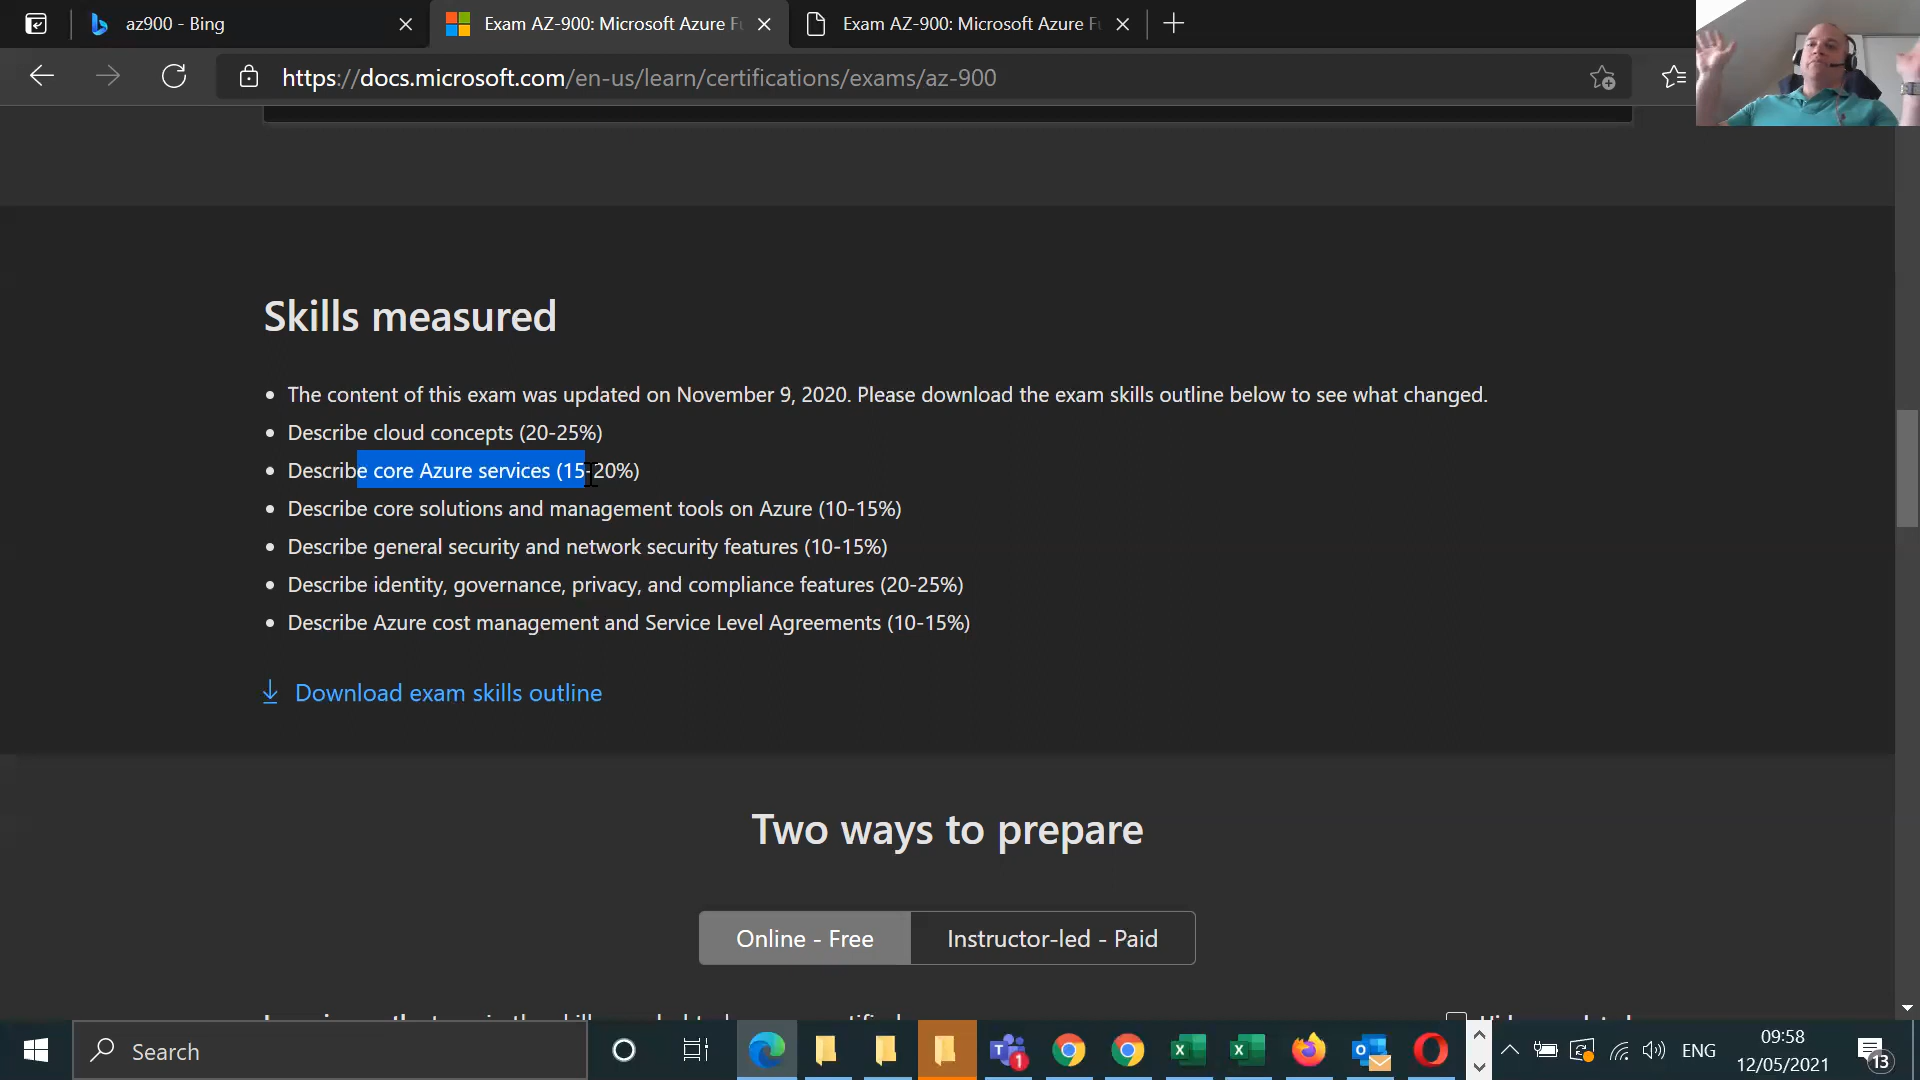 az900 - Bing
Exam AZ-900: Microsoft Azure Fu
Exam AZ-900: Microsoft Azure Fu
https://docs.microsoft.com/en-us/learn/certifications/exams/az-900
Skills measured
The content of this exam was updated on November 9, 2020. Please download the exam skills outline below to see what changed.
Describe cloud concepts (20-25%)
Describe core Azure services (15-20%)
Describe core solutions and management tools on Azure (10-15%)
Describe general security and network security features (10-15%)
Describe identity, governance, privacy, and compliance features (20-25%)
Describe Azure cost management and Service Level Agreements (10-15%)
Download exam skills outline
Two ways to prepare
Online - Free
Instructor-led - Paid
Search
1
ENG
09:58
12/05/2021
13